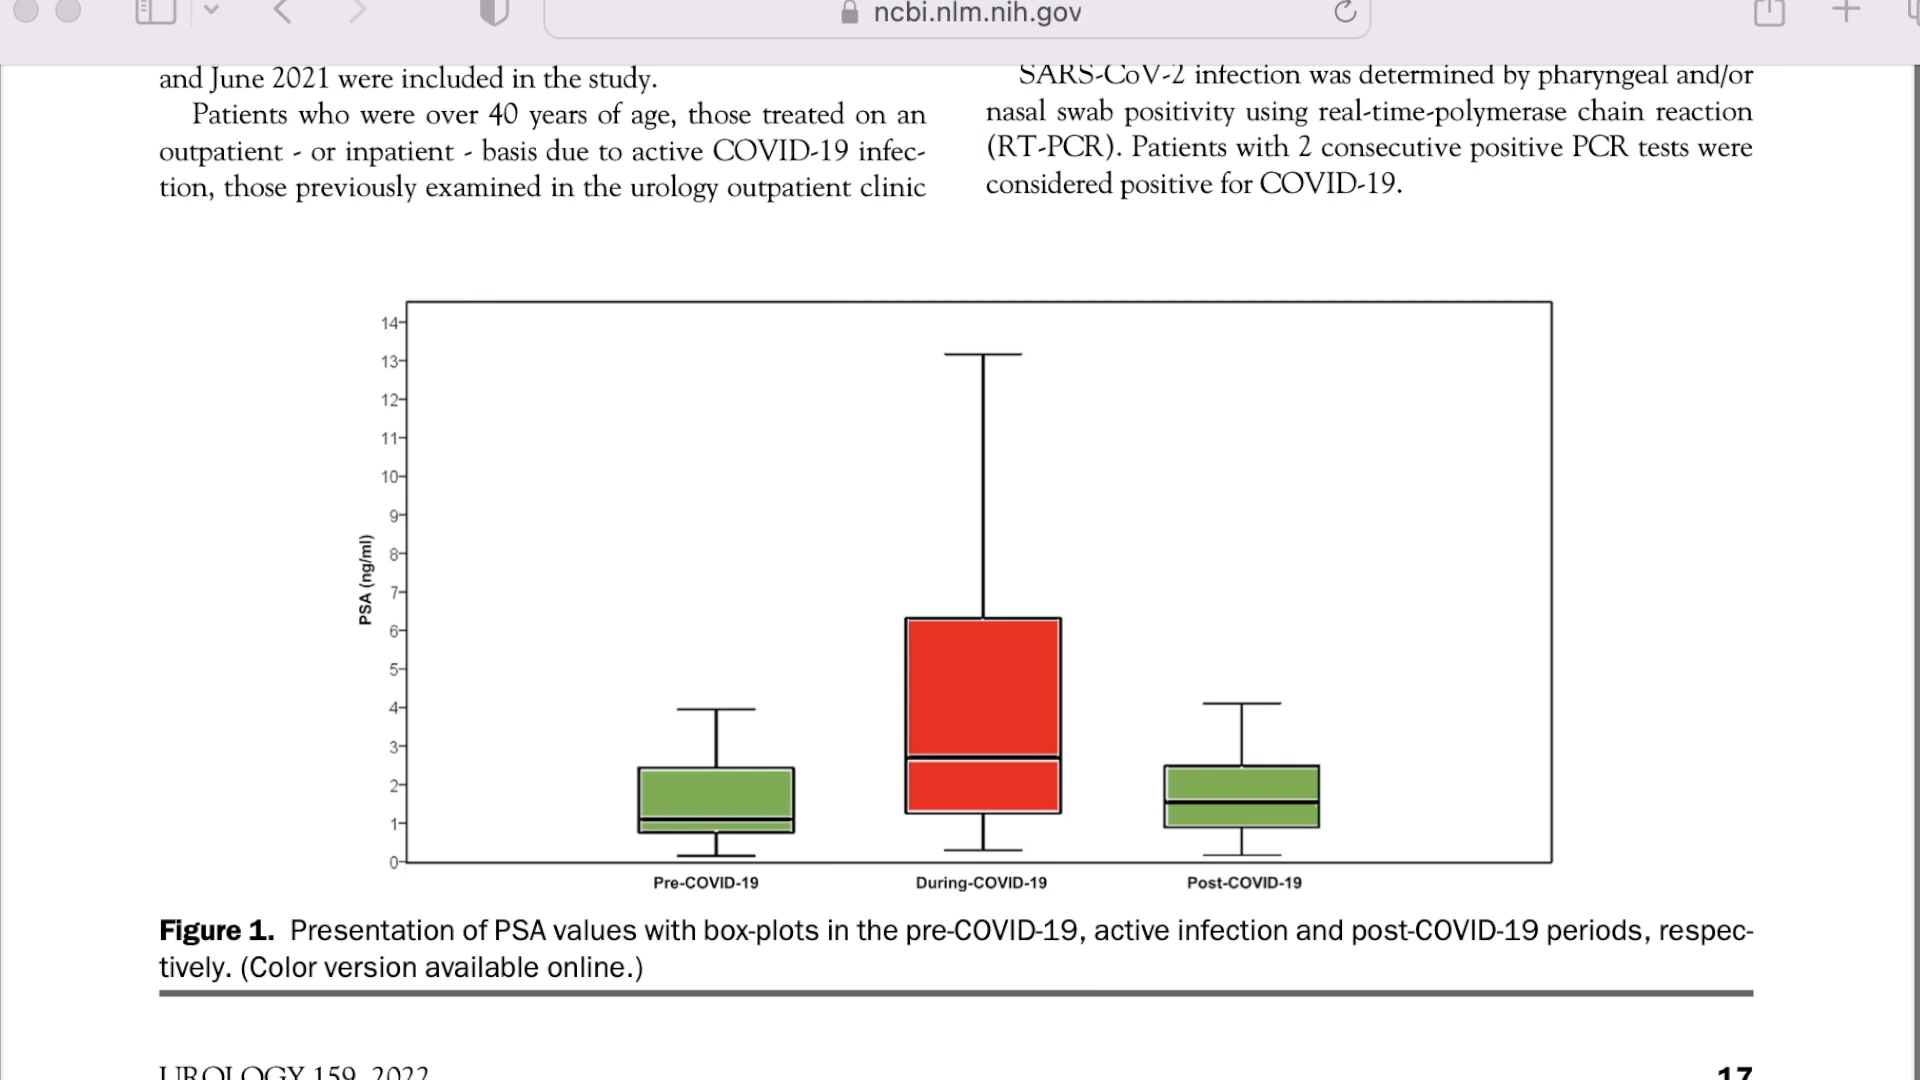 ncbi.nlm.nih.gov
and June 2021 were included in the study.
Patients who were over 40 years of age, those treated on an
outpatient - or inpatient - basis due to active COVID-19 infec-
tion, those previously examined in the urology outpatient clinic
SARS-CoV-2 infection was determined by pharyngeal and/or
nasal swab positivity using real-time-polymerase chain reaction
(RT-PCR). Patients with 2 consecutive positive PCR tests were
considered positive for COVID-19.
PSA (ng/ml)
14
13
12
11
10
9
8
7
6
5
4
3
2
1
0
Pre-COVID-19
During-COVID-19
Post-COVID-19
Figure 1. Presentation of PSA values with box-plots in the pre-COVID-19, active infection and post-COVID-19 periods, respec-
tively. (Color version available online.)
UROLOGY 159, 2022
17